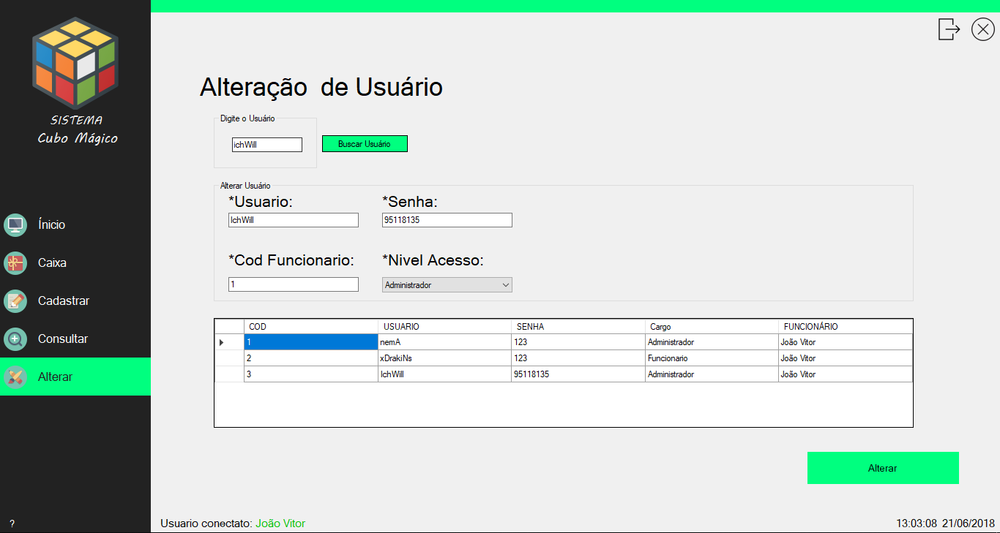 SISTEMA
Cubo Mágico
Ínicio
Caixa
Cadastrar
Consultar
Alterar
?
Alteração  de Usuário
Digite o Usuário
ichWill
Buscar Usuário
Alterar Usuário
*Usuario: *Senha:
IchWill 95118135
*Cod Funcionario: *Nivel Acesso:
1 Administrador
COD USUARIO SENHA Cargo FUNCIONÁRIO
1 nemA 123 Administrador João Vitor
2 xDrakiNs 123 Funcionario João Vitor
3 IchWill 95118135 Administrador João Vitor
Alterar
Usuario conectato: João Vitor 13:03:08 21/06/2018